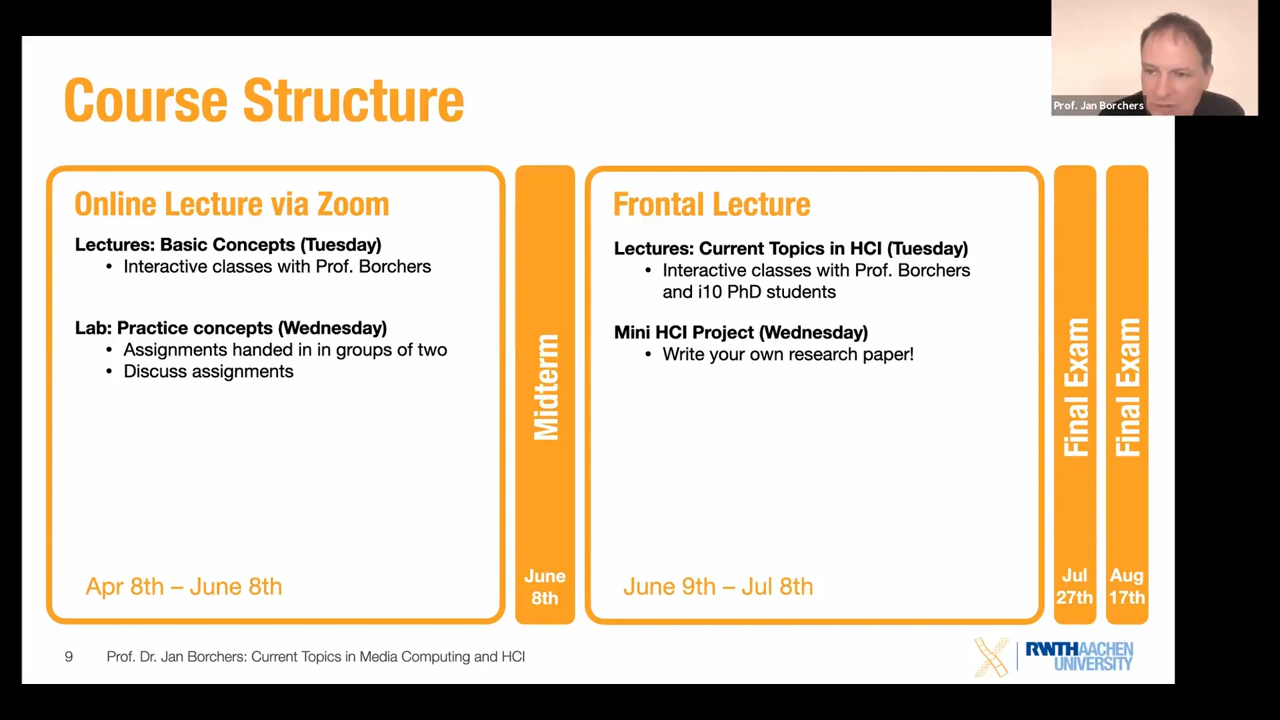 Course Structure
Prof. Jan Borchers
Online Lecture via Zoom
Lectures: Basic Concepts (Tuesday)
• Interactive classes with Prof. Borchers
Lab: Practice concepts (Wednesday)
• Assignments handed in in groups of two
• Discuss assignments
Apr 8th – June 8th
Midterm
June
8th
Frontal Lecture
Lectures: Current Topics in HCI (Tuesday)
• Interactive classes with Prof. Borchers
and i10 PhD students
Mini HCI Project (Wednesday)
• Write your own research paper!
June 9th – Jul 8th
Final Exam
Jul
27th
Final Exam
Aug
17th
9 Prof. Dr. Jan Borchers: Current Topics in Media Computing and HCI
RWTHAACHEN
UNIVERSITY